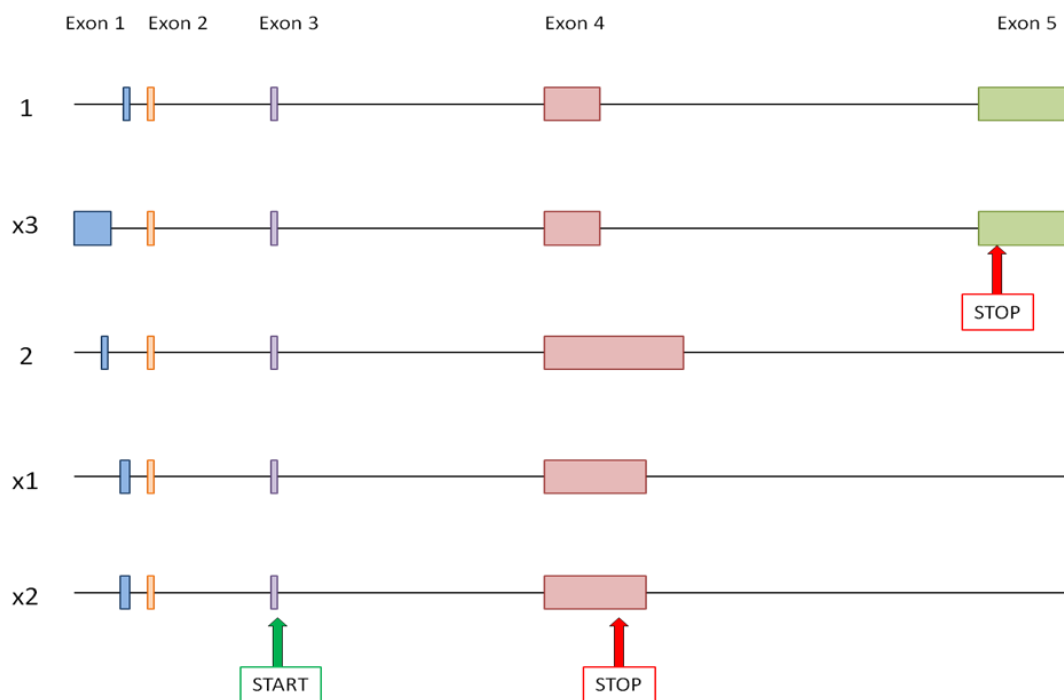 Exon 1 Exon 2 Exon 3 Exon 4 Exon 5
1
x3
STOP
2
x1
x2
START STOP